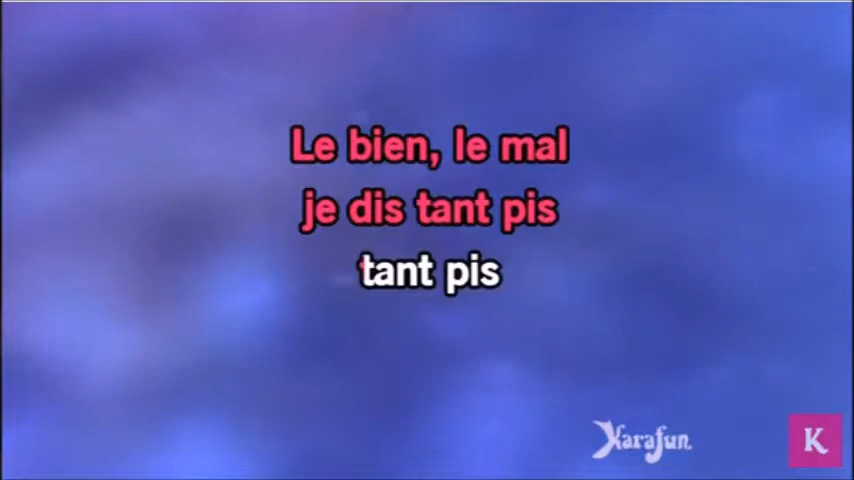 Le bien, le mal
je dis tant pis
tant pis
Karafun
K